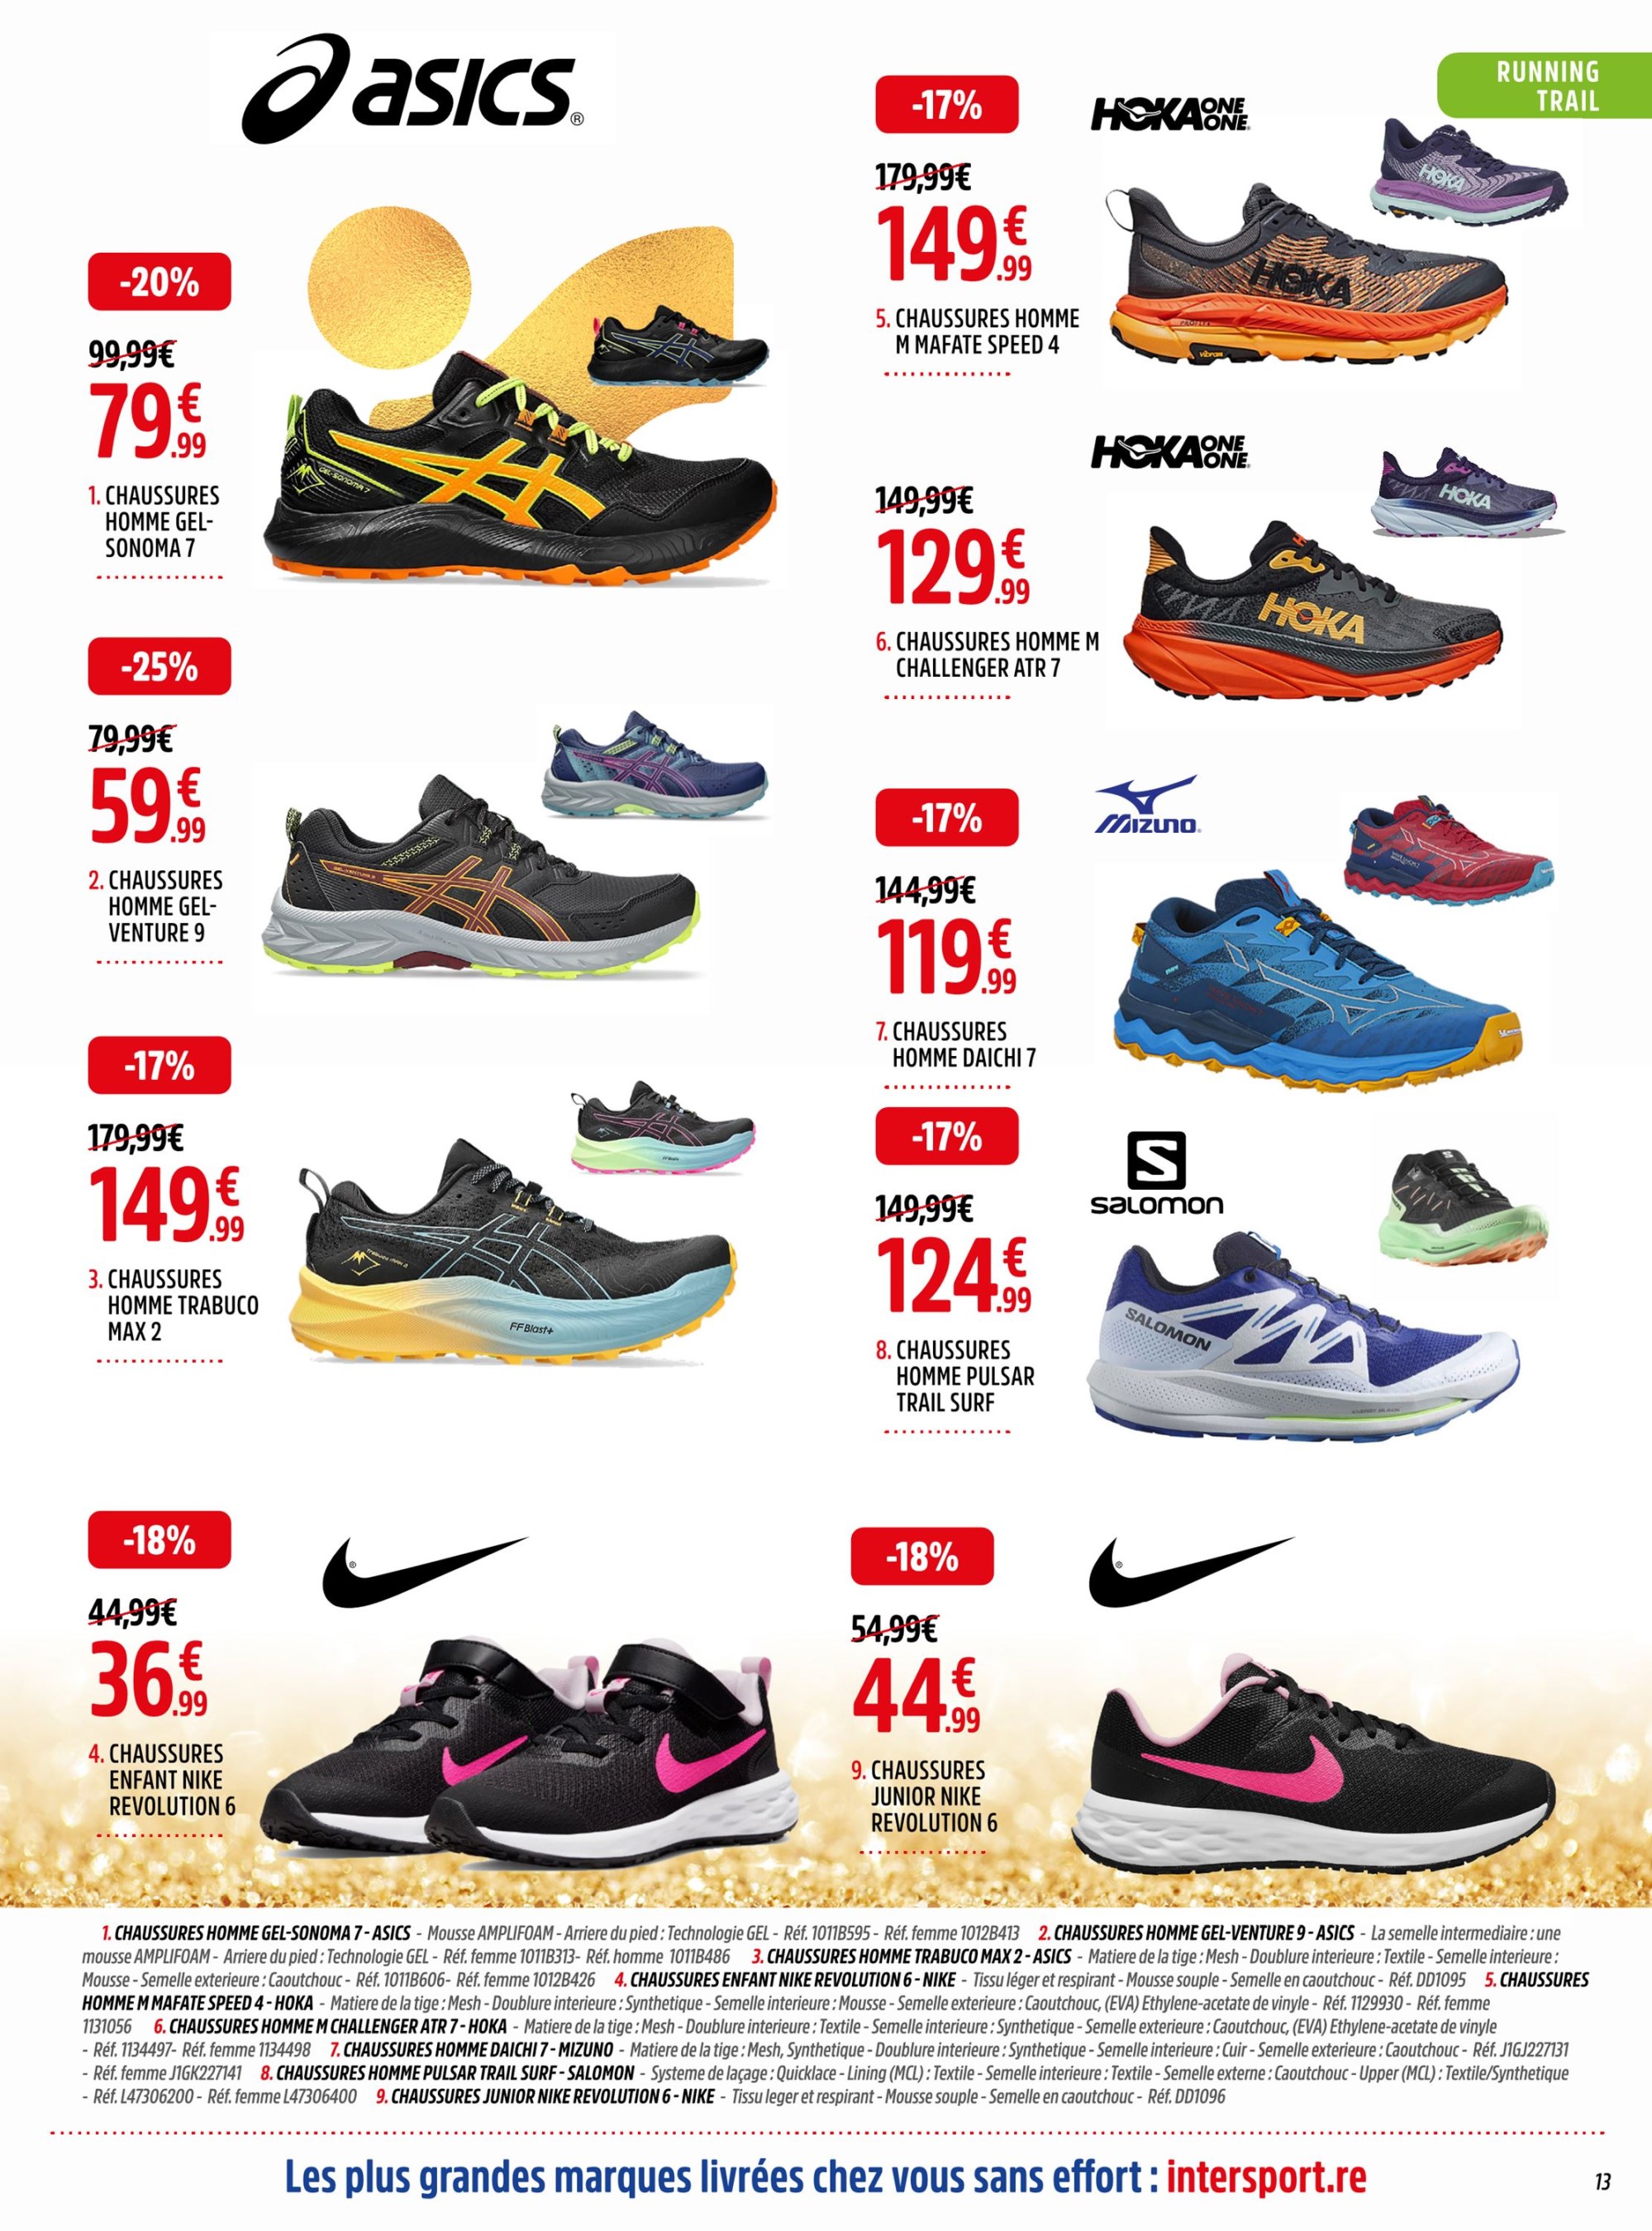 asics®
RUNNING
TRAIL
-20%
99,99€
79€.99
1. CHAUSSURES
HOMME GEL-
SONOMA 7
GEL-SONOMA 7
-25%
79,99€
59€.99
2. CHAUSSURES
HOMME GEL-
VENTURE 9
-17%
179,99€
149€.99
3. CHAUSSURES
HOMME TRABUCO
MAX 2
FF Blast+
-17%
HOKA ONE ONE
179,99€
149€.99
5. CHAUSSURES HOMME
M MAFATE SPEED 4
HOKA
HOKA
vibram
HOKA ONE ONE
149,99€
129€.99
6. CHAUSSURES HOMME M
CHALLENGER ATR 7
HOKA
HOKA
-17%
MIZUNO
144,99€
119€.99
7. CHAUSSURES
HOMME DAICHI 7
-17%
S
salomon
149,99€
124€.99
8. CHAUSSURES
HOMME PULSAR
TRAIL SURF
SALOMON
-18%
44,99€
36€.99
4. CHAUSSURES
ENFANT NIKE
REVOLUTION 6
-18%
54,99€
44€.99
9. CHAUSSURES
JUNIOR NIKE
REVOLUTION 6
1. CHAUSSURES HOMME GEL-SONOMA 7 - ASICS - Mousse AMPLIFOAM - Arriere du pied : Technologie GEL - Réf. 1011B595 - Réf. femme 1012B413 2. CHAUSSURES HOMME GEL-VENTURE 9 - ASICS - La semelle intermediaire : une
mousse AMPLIFOAM - Arriere du pied : Technologie GEL - Réf. femme 1011B313- Réf. homme 1011B486 3. CHAUSSURES HOMME TRABUCO MAX 2 - ASICS - Matiere de la tige : Mesh - Doublure interieure : Textile - Semelle interieure :
Mousse - Semelle exterieure : Caoutchouc - Réf. 1011B606- Réf. femme 1012B426 4. CHAUSSURES ENFANT NIKE REVOLUTION 6 - NIKE - Tissu léger et respirant - Mousse souple - Semelle en caoutchouc - Réf. DD1095 5. CHAUSSURES
HOMME M MAFATE SPEED 4 - HOKA - Matiere de la tige : Mesh - Doublure interieure : Synthetique - Semelle interieure : Mousse - Semelle exterieure : Caoutchouc, (EVA) Ethylene-acetate de vinyle - Réf. 1129930 - Réf. femme
1131056 6. CHAUSSURES HOMME M CHALLENGER ATR 7 - HOKA - Matiere de la tige : Mesh - Doublure interieure : Textile - Semelle interieure : Synthetique - Semelle exterieure : Caoutchouc, (EVA) Ethylene-acetate de vinyle
- Réf. 1134497- Réf. femme 1134498 7. CHAUSSURES HOMME DAICHI 7 - MIZUNO - Matiere de la tige : Mesh, Synthetique - Doublure interieure : Synthetique - Semelle interieure : Cuir - Semelle exterieure : Caoutchouc - Réf. J1GJ227131
- Réf. femme J1GK227141 8. CHAUSSURES HOMME PULSAR TRAIL SURF - SALOMON - Systeme de laçage : Quicklace - Lining (MCL) : Textile - Semelle interieure : Textile - Semelle externe : Caoutchouc - Upper (MCL) : Textile/Synthetique
- Réf. L47306200 - Réf. femme L47306400 9. CHAUSSURES JUNIOR NIKE REVOLUTION 6 - NIKE - Tissu leger et respirant - Mousse souple - Semelle en caoutchouc - Réf. DD1096
Les plus grandes marques livrées chez vous sans effort : intersport.re
13